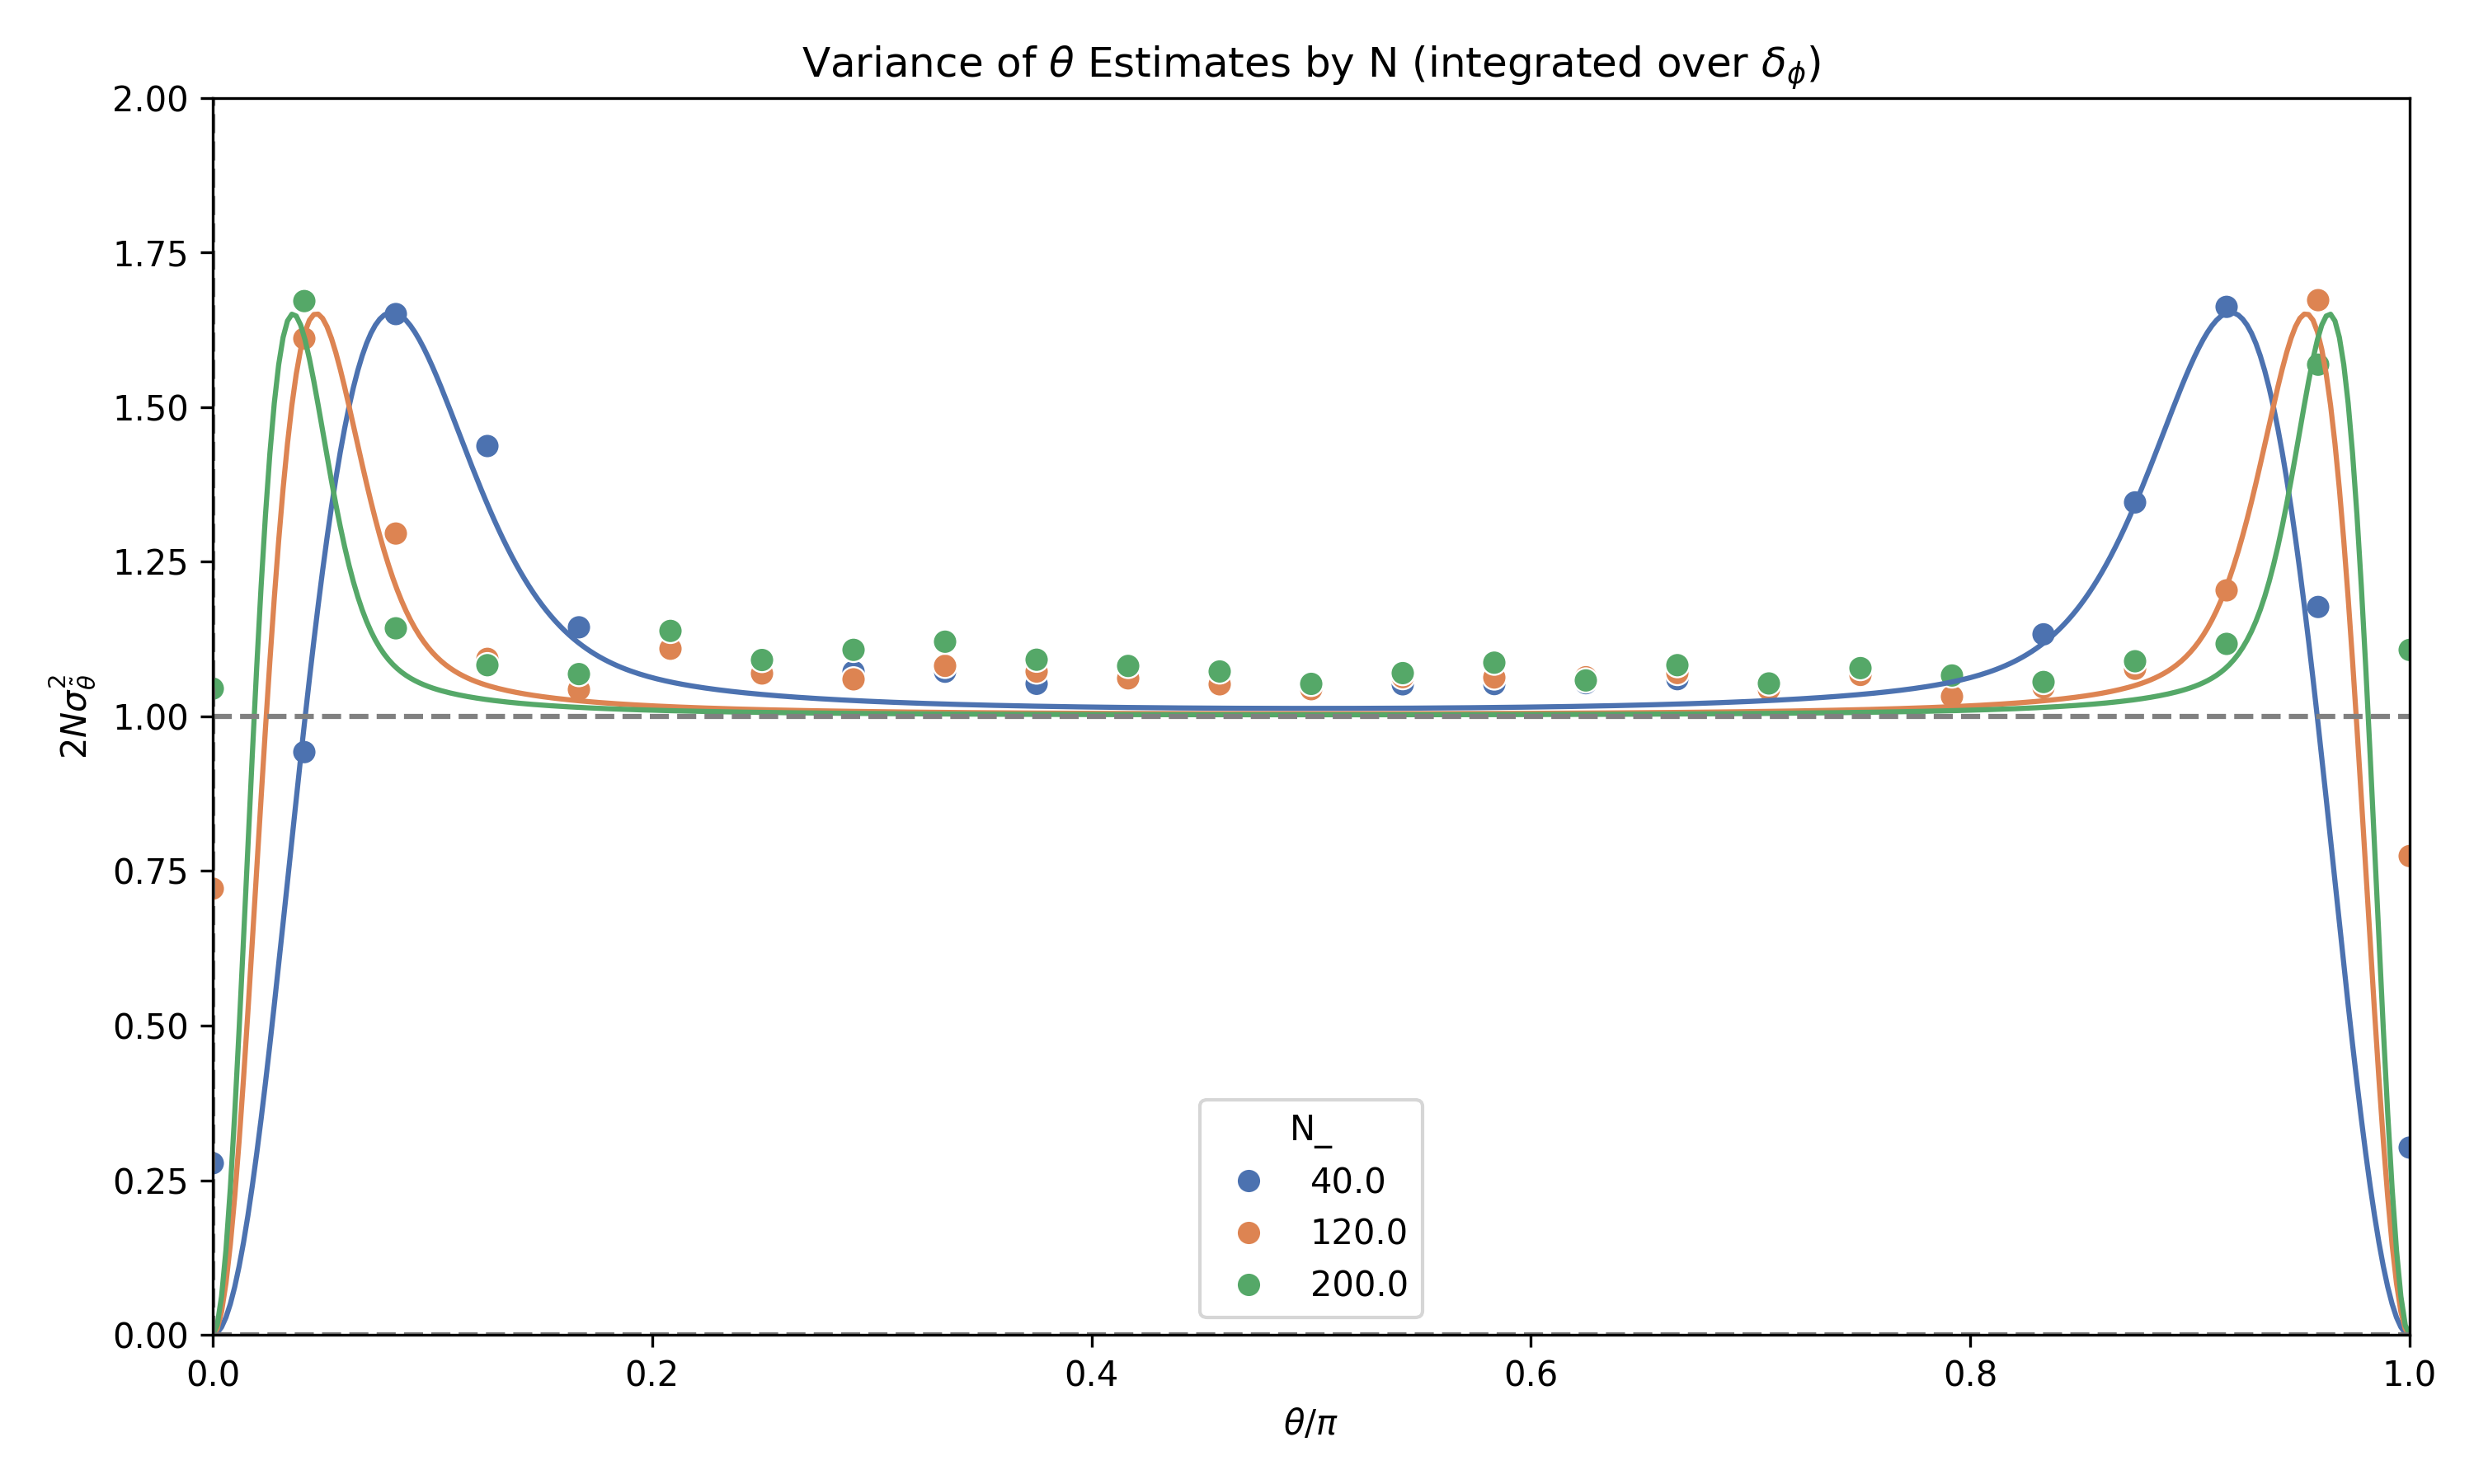 Variance of θ Estimates by N (integrated over δ_ϕ)
2.00
1.75
1.50
1.25
1.00
0.75
0.50
0.25
0.00
2Nσ²_θ̃
N_
40.0
120.0
200.0
0.0 0.2 0.4 0.6 0.8 1.0
θ/π